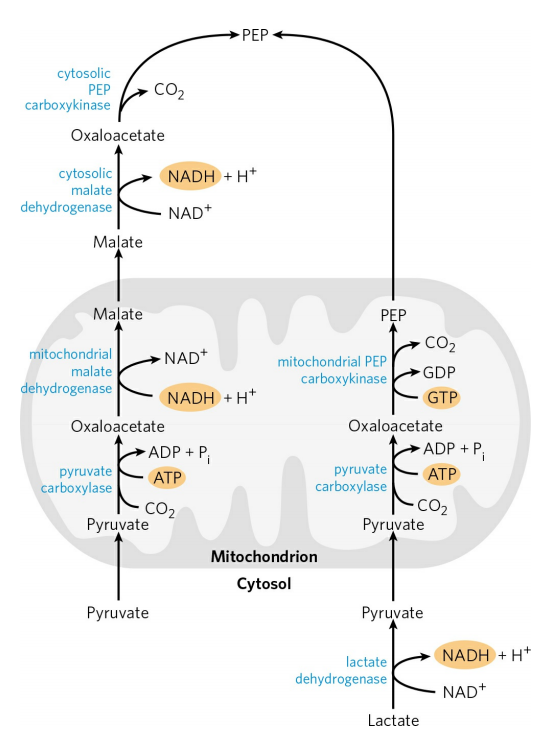 PEP
cytosolic
PEP
carboxykinase
CO₂
Oxaloacetate
cytosolic
malate
dehydrogenase
NADH + H⁺
NAD⁺
Malate
Malate
mitochondrial
malate
dehydrogenase
NAD⁺
NADH + H⁺
Oxaloacetate
pyruvate
carboxylase
ADP + Pᵢ
ATP
CO₂
Pyruvate
Pyruvate
PEP
mitochondrial PEP
carboxykinase
CO₂
GDP
GTP
Oxaloacetate
pyruvate
carboxylase
ADP + Pᵢ
ATP
CO₂
Pyruvate
Mitochondrion
Cytosol
Pyruvate
lactate
dehydrogenase
NADH + H⁺
NAD⁺
Lactate